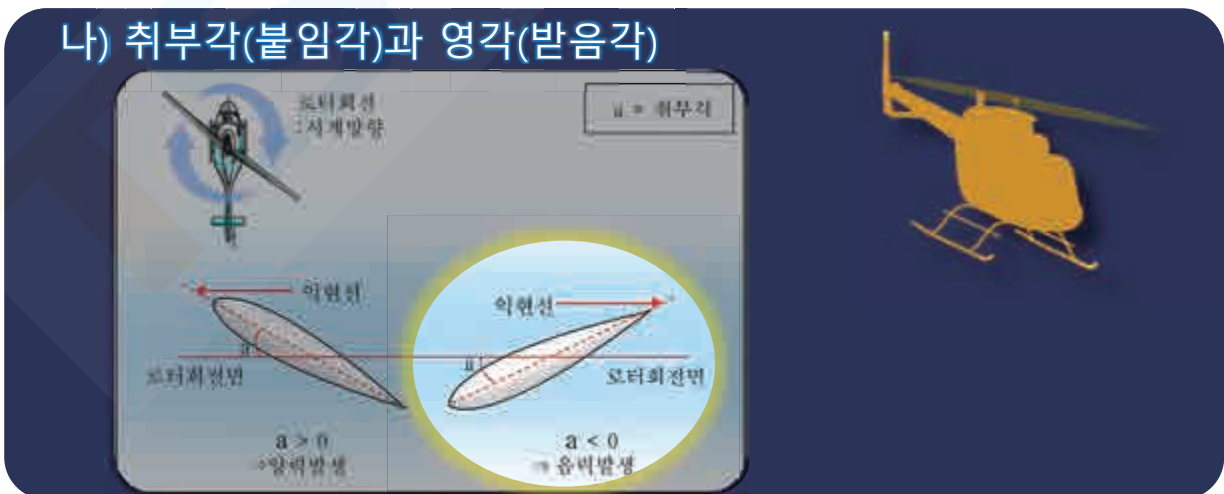 나) 취부각(붙임각)과 영각(받음각)
로터회전
: 시계방향
a = 취부각
익현선
익현선
a
a
로터회전면
로터회전면
a > 0
⇒양력발생
a < 0
⇒ 음력발생